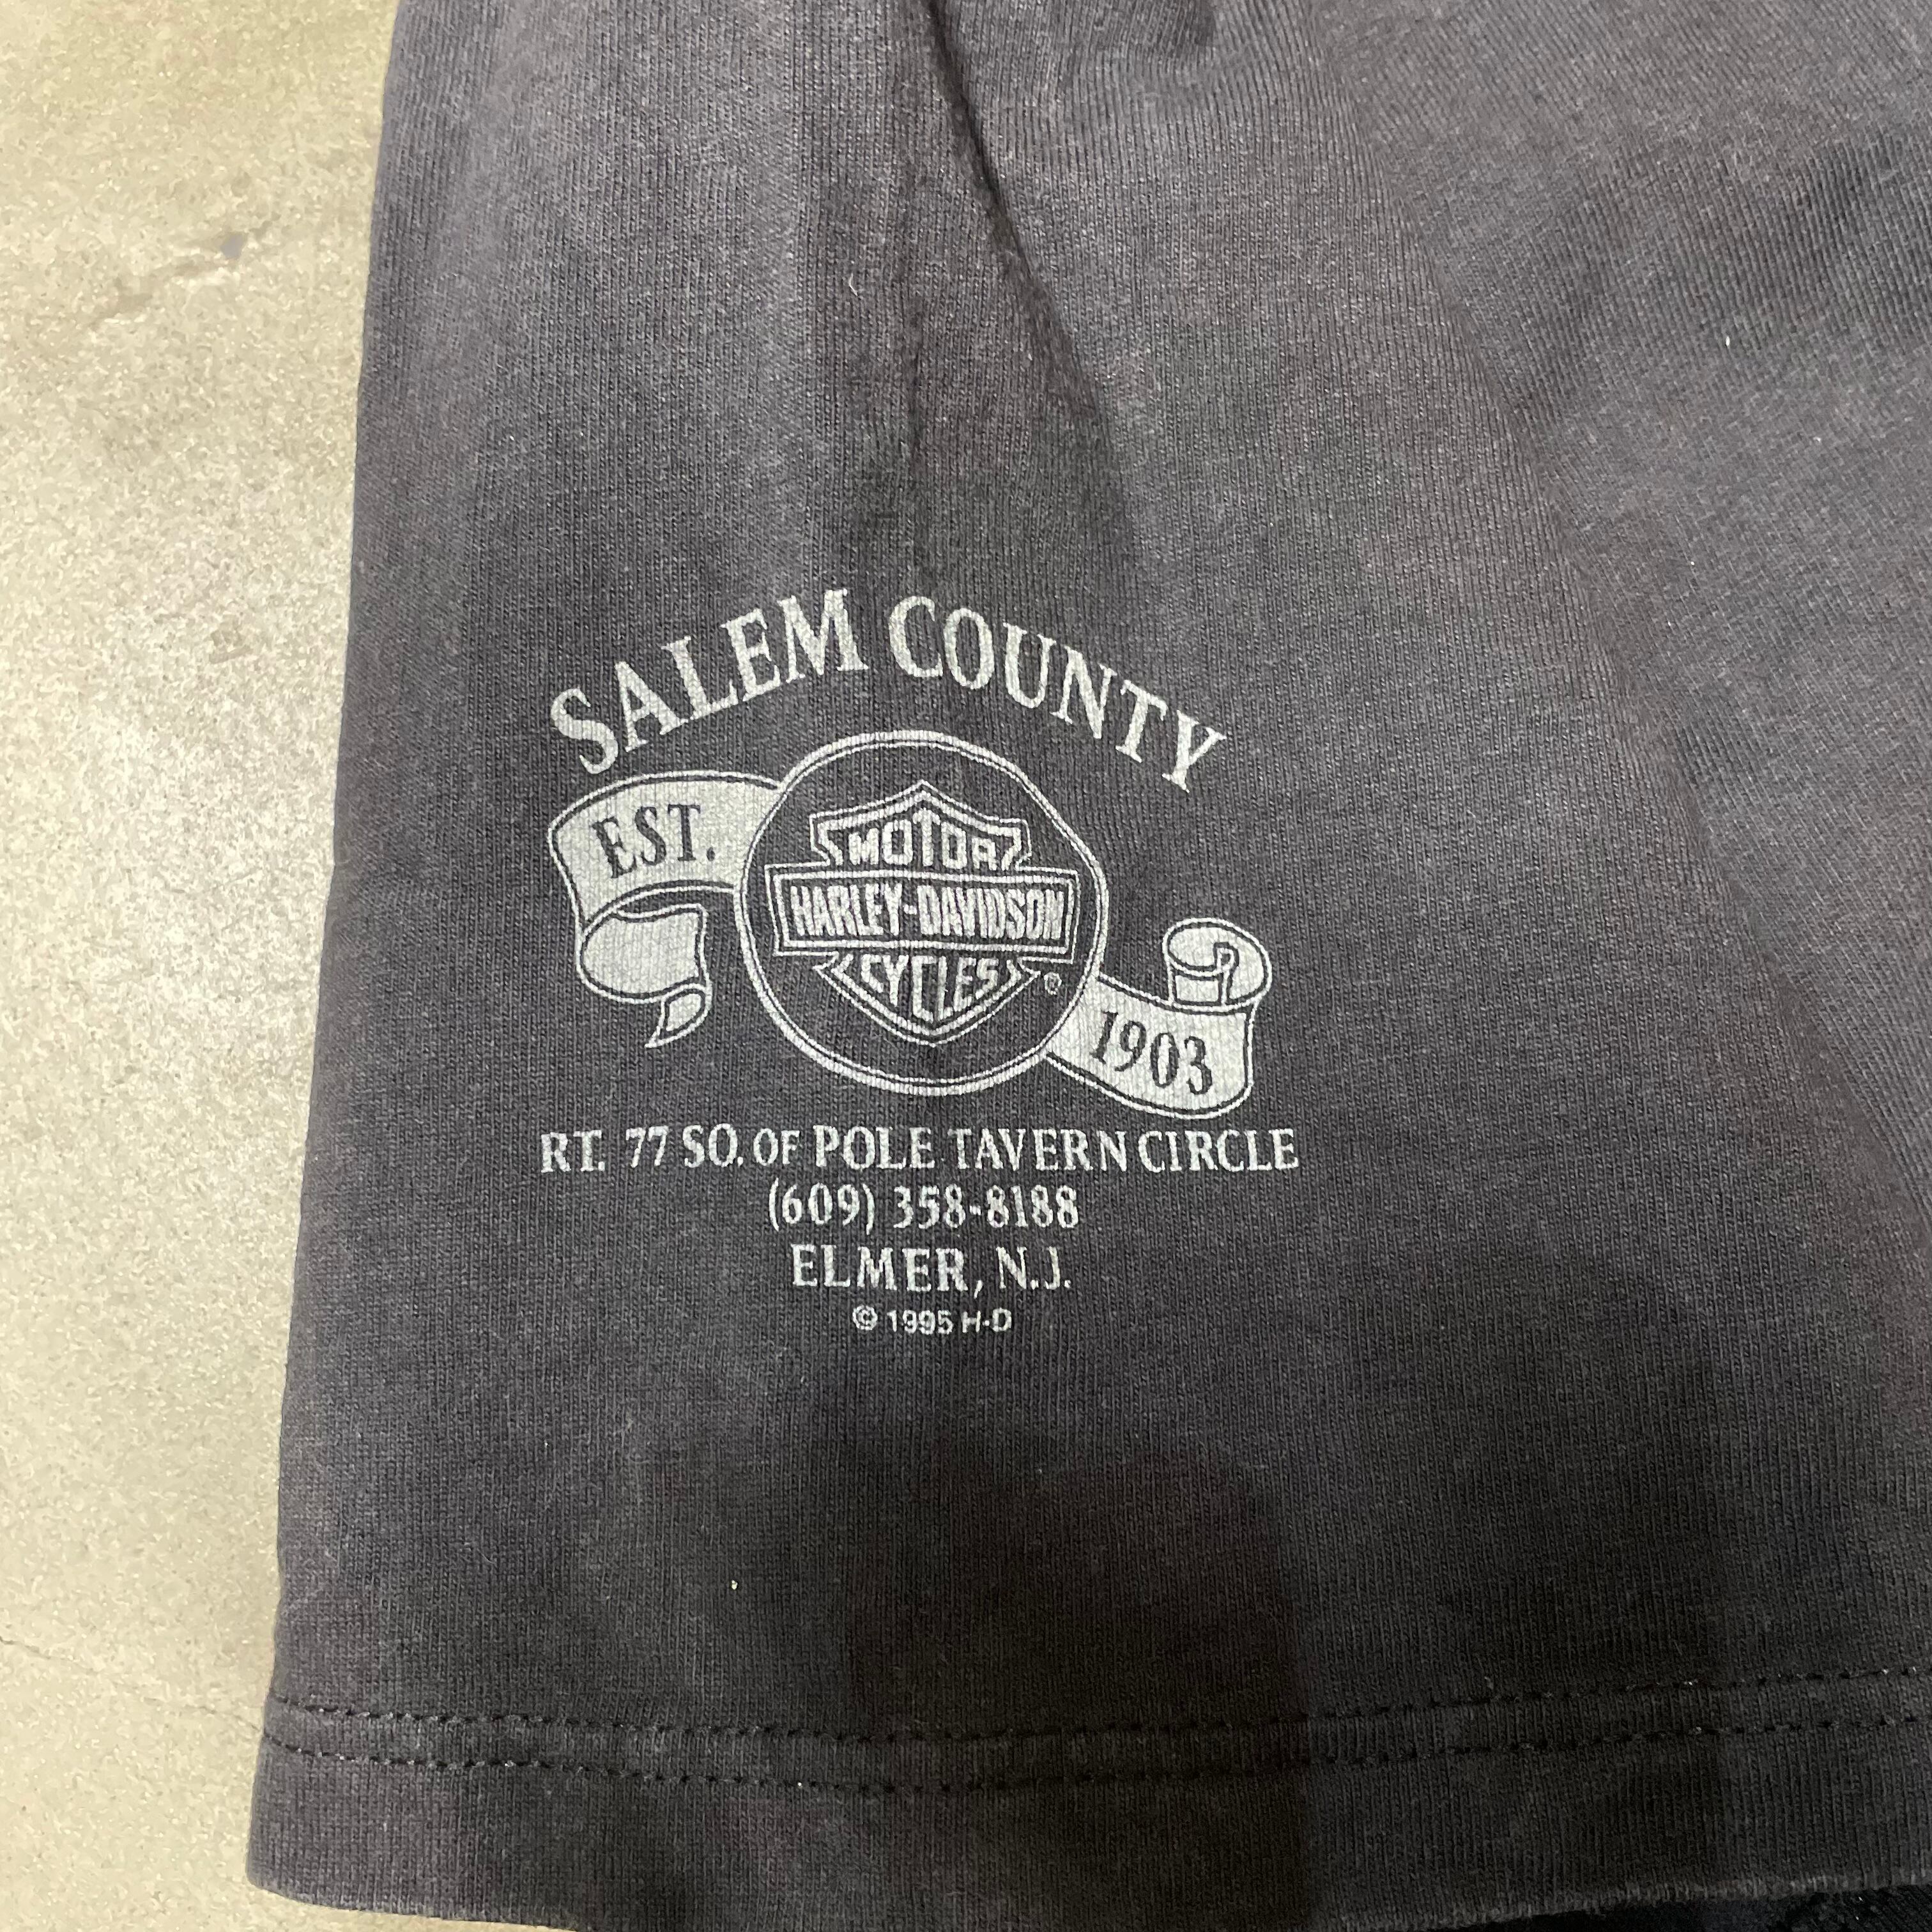 SALEM COUNTY
EST.
MOTOR
HARLEY-DAVIDSON
CYCLES
®
1903
RT. 77 SO. OF POLE TAVERN CIRCLE
(609) 358-8188
ELMER, N.J.
© 1995 H-D